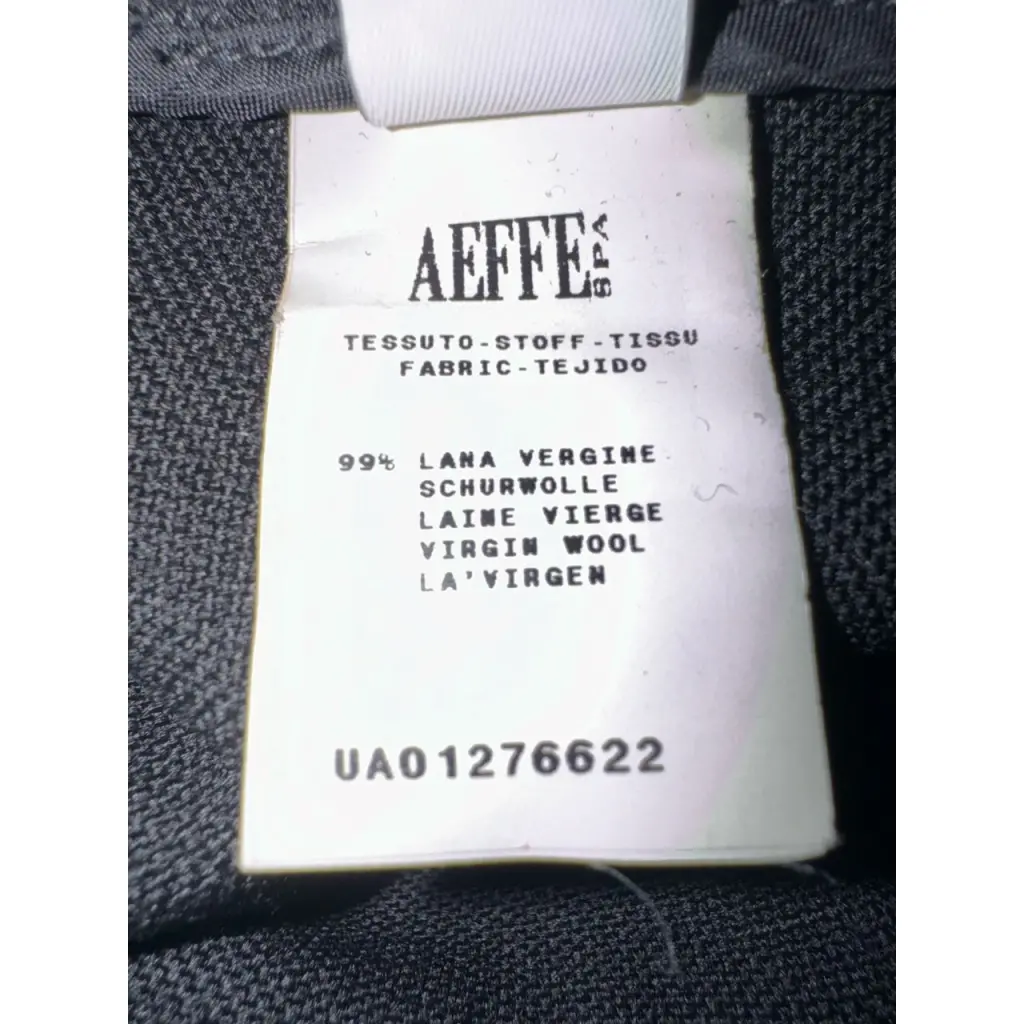 AEFFE SPA
TESSUTO-STOFF-TISSU
FABRIC-TEJIDO
99% LANA VERGINE
SCHURWOLLE
LAINE VIERGE
VIRGIN WOOL
LA'VIRGEN
UA01276622